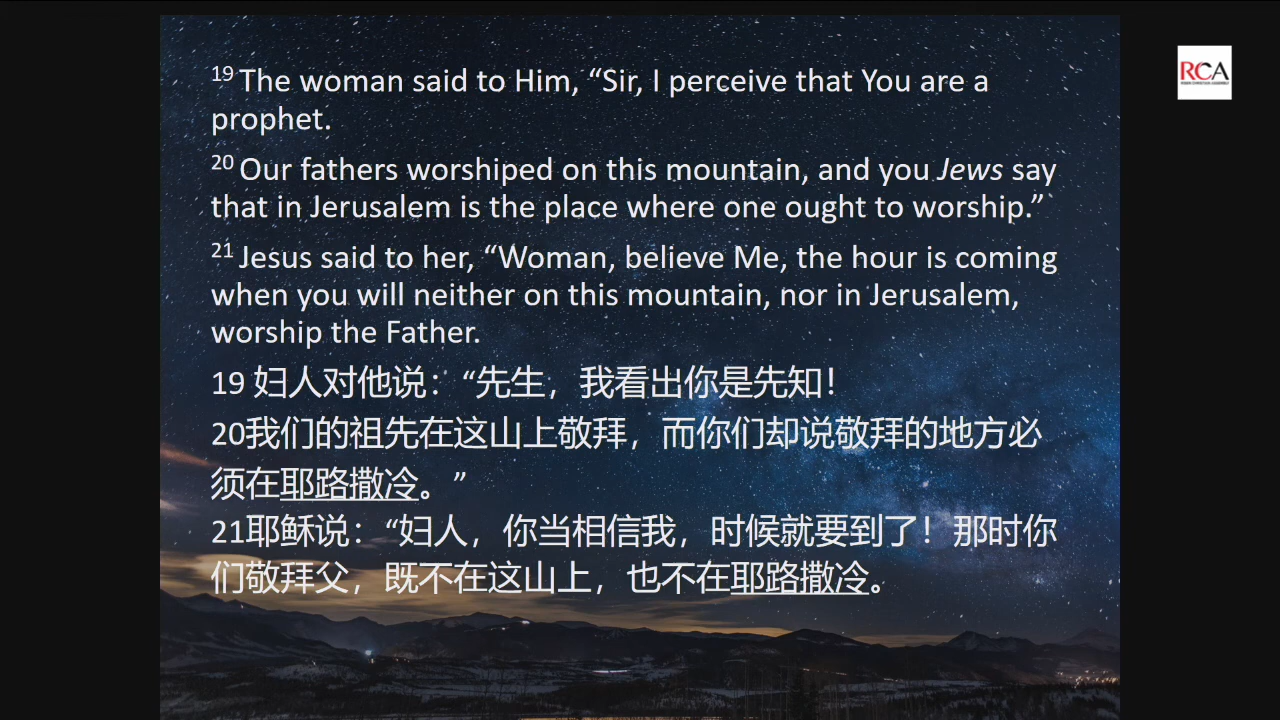 19 The woman said to Him, “Sir, I perceive that You are a
prophet.
20 Our fathers worshiped on this mountain, and you Jews say
that in Jerusalem is the place where one ought to worship.”
21 Jesus said to her, “Woman, believe Me, the hour is coming
when you will neither on this mountain, nor in Jerusalem,
worship the Father.
19 妇人对他说：“先生，我看出你是先知！
20我们的祖先在这山上敬拜，而你们却说敬拜的地方必
须在耶路撒冷。”
21耶稣说：“妇人，你当相信我，时候就要到了！那时你
们敬拜父，既不在这山上，也不在耶路撒冷。
RCA